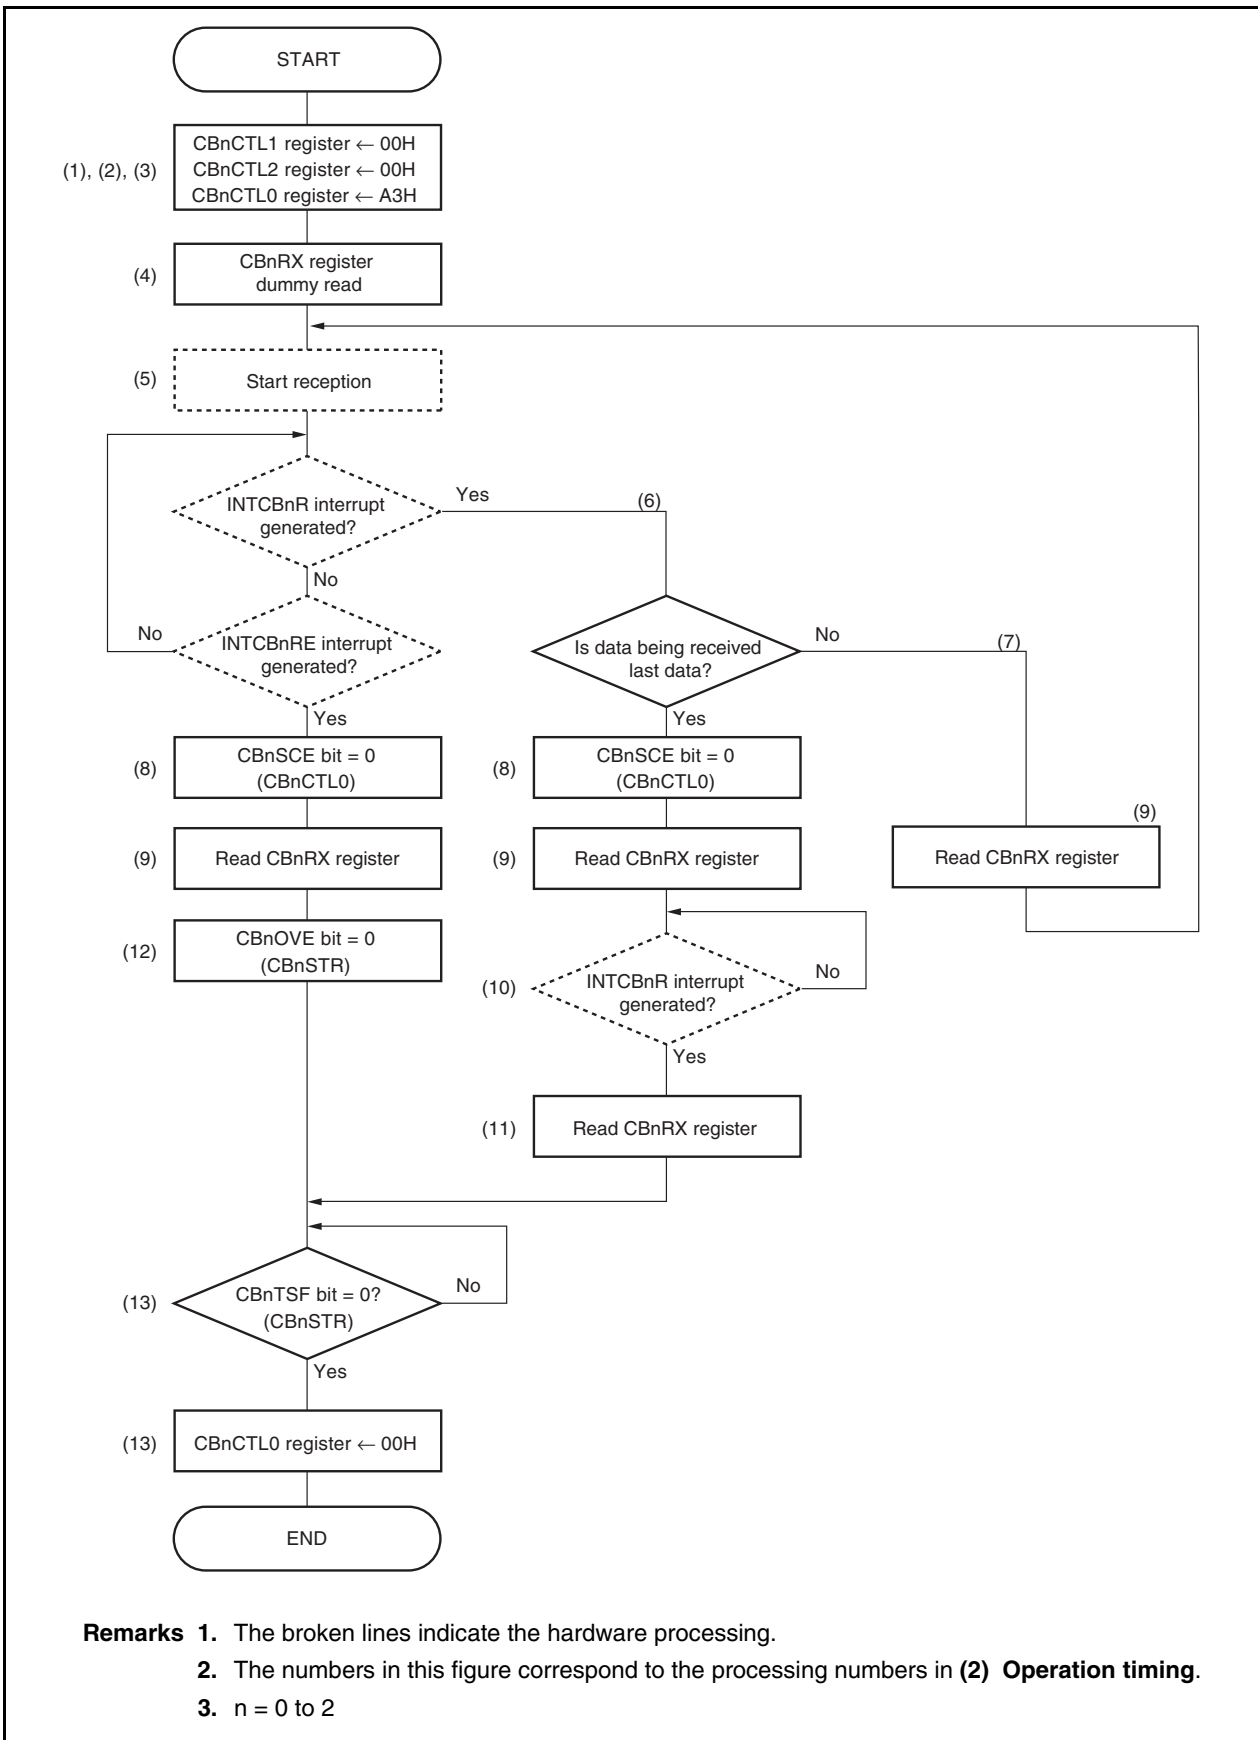 START
CBnCTL1 register ← 00H
(1), (2), (3)
CBnCTL2 register ← 00H
CBnCTL0 register ← A3H
(4)
CBnRX register
dummy read
(5)
Start reception
INTCBnR interrupt
generated?
Yes
(6)
No
INTCBnRE interrupt
generated?
No
Yes
Is data being received
last data?
No
(7)
Yes
(8)
CBnSCE bit = 0
(CBnCTL0)
(8)
CBnSCE bit = 0
(CBnCTL0)
(9)
Read CBnRX register
(9)
Read CBnRX register
(9)
Read CBnRX register
(12)
CBnOVE bit = 0
(CBnSTR)
(10)
INTCBnR interrupt
generated?
No
Yes
(11)
Read CBnRX register
(13)
CBnTSF bit = 0?
(CBnSTR)
No
Yes
(13)
CBnCTL0 register ← 00H
END
Remarks 1. The broken lines indicate the hardware processing.
2. The numbers in this figure correspond to the processing numbers in (2) Operation timing.
3. n = 0 to 2